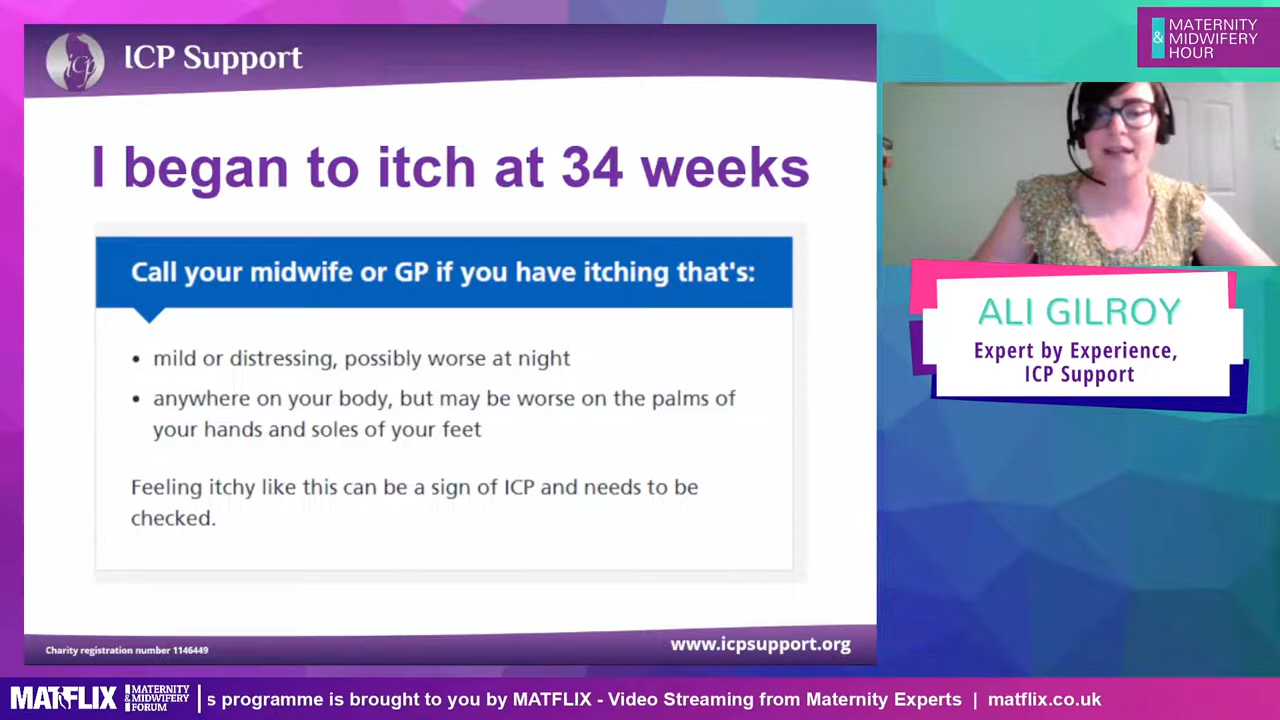 icp
ICP Support
I began to itch at 34 weeks
Call your midwife or GP if you have itching that's:
• mild or distressing, possibly worse at night
• anywhere on your body, but may be worse on the palms of
your hands and soles of your feet
Feeling itchy like this can be a sign of ICP and needs to be
checked.
Charity registration number 1146449
www.icpsupport.org
&
MATERNITY
MIDWIFERY
HOUR
ALI GILROY
Expert by Experience,
ICP Support
MATFLIX
MATERNITY
&MIDWIFERY
FORUM
s programme is brought to you by MATFLIX - Video Streaming from Maternity Experts | matflix.co.uk